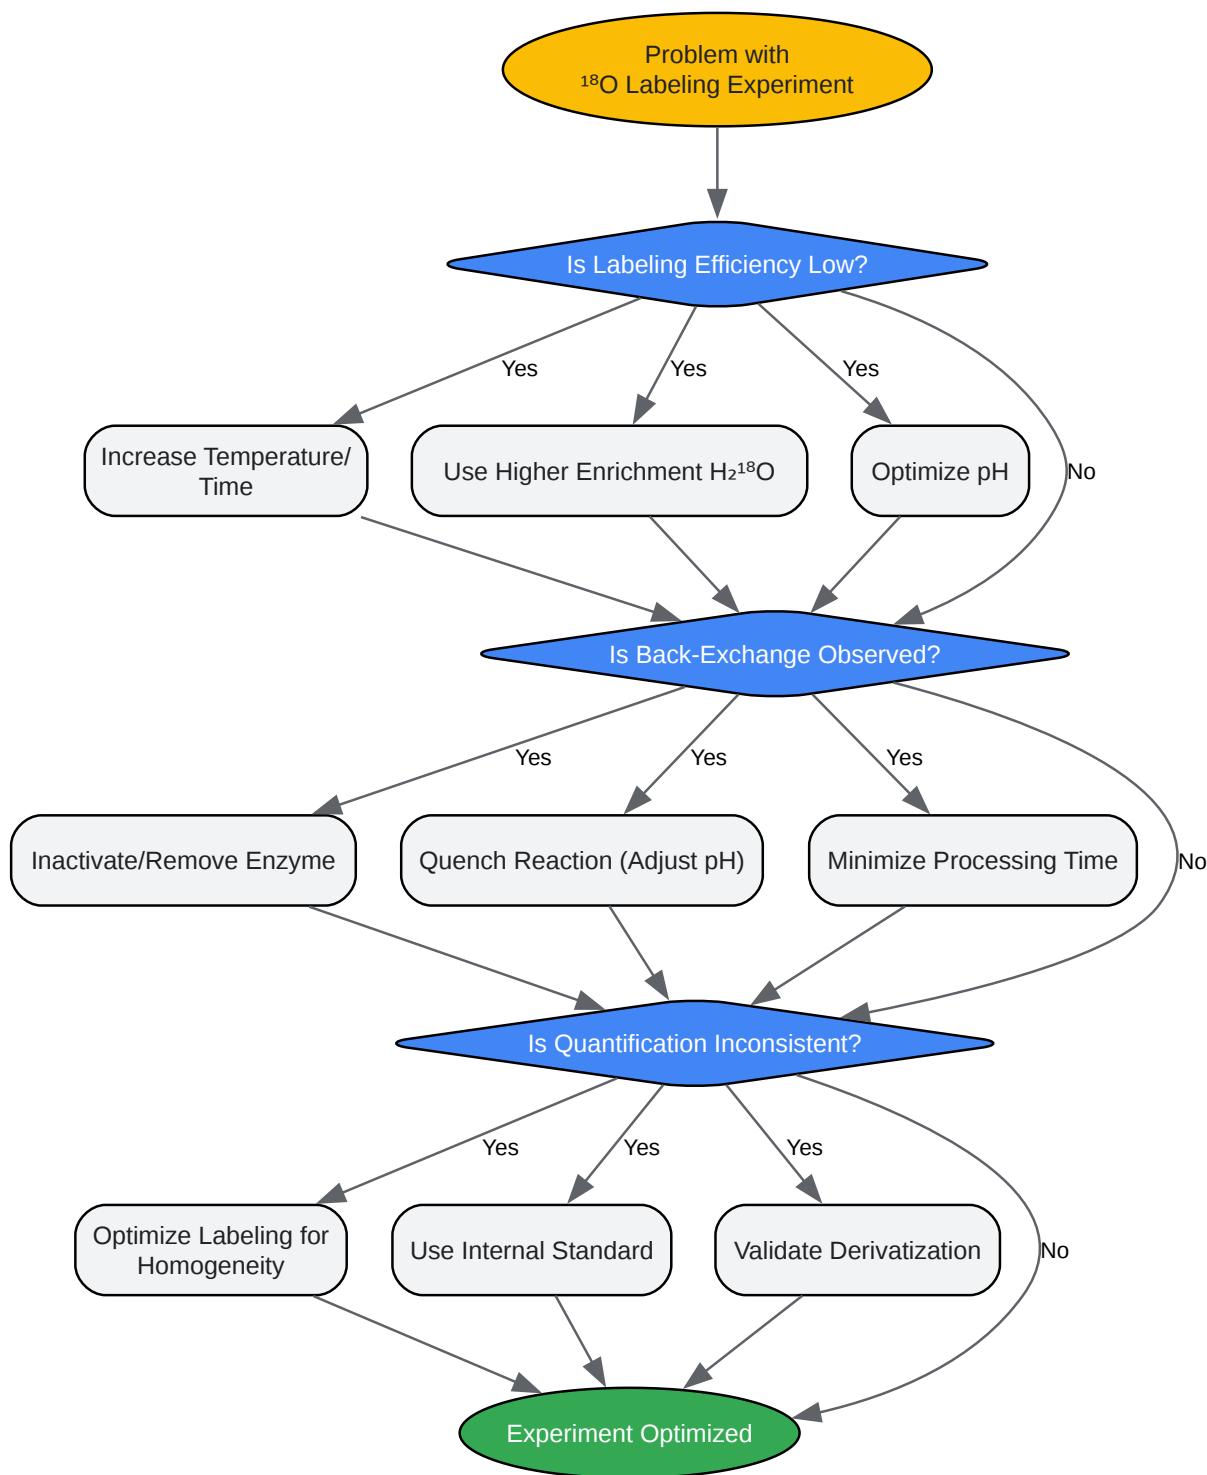 Problem with
¹⁸O Labeling Experiment
Is Labeling Efficiency Low?
Yes
Yes
Yes
Increase Temperature/
Time
Use Higher Enrichment H₂¹⁸O
Optimize pH
No
Is Back-Exchange Observed?
Yes
Yes
Yes
Inactivate/Remove Enzyme
Quench Reaction (Adjust pH)
Minimize Processing Time
No
Is Quantification Inconsistent?
Yes
Yes
Yes
Optimize Labeling for
Homogeneity
Use Internal Standard
Validate Derivatization
No
Experiment Optimized